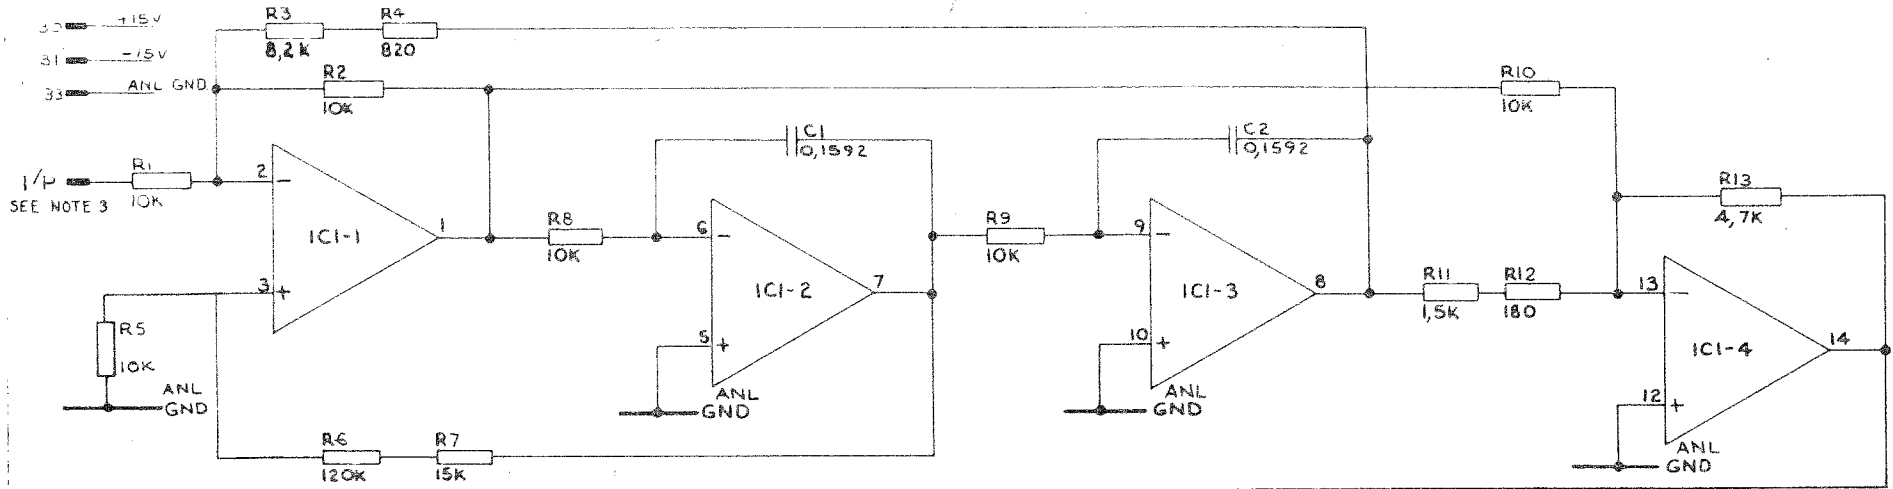 30 +15V
31 -15V
33 ANL GND
I/P
SEE NOTE 3
R1
10K
R3
8,2K
R4
820
R2
10K
2
-
3
+
IC1-1
1
R5
10K
ANL
GND
R6
120K
R7
15K
R8
10K
C1
0,1592
6
-
5
+
IC1-2
7
ANL
GND
R9
10K
C2
0,1592
9
-
10
+
IC1-3
8
ANL
GND
R10
10K
R11
1,5K
R12
180
R13
4,7K
13
-
12
+
IC1-4
14
ANL
GND